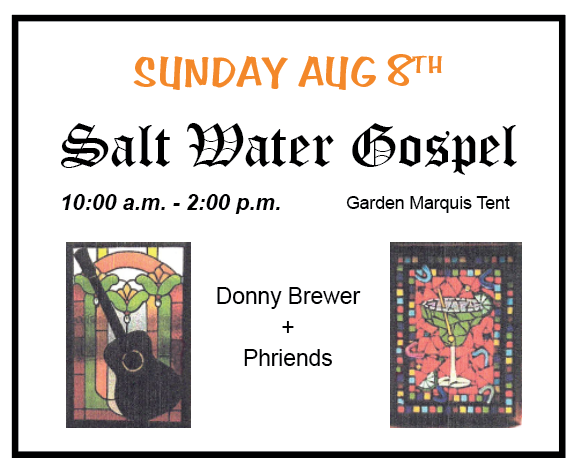 SUNDAY AUG 8TH
Salt Water Gospel
10:00 a.m. - 2:00 p.m. Garden Marquis Tent
Donny Brewer
+
Phriends